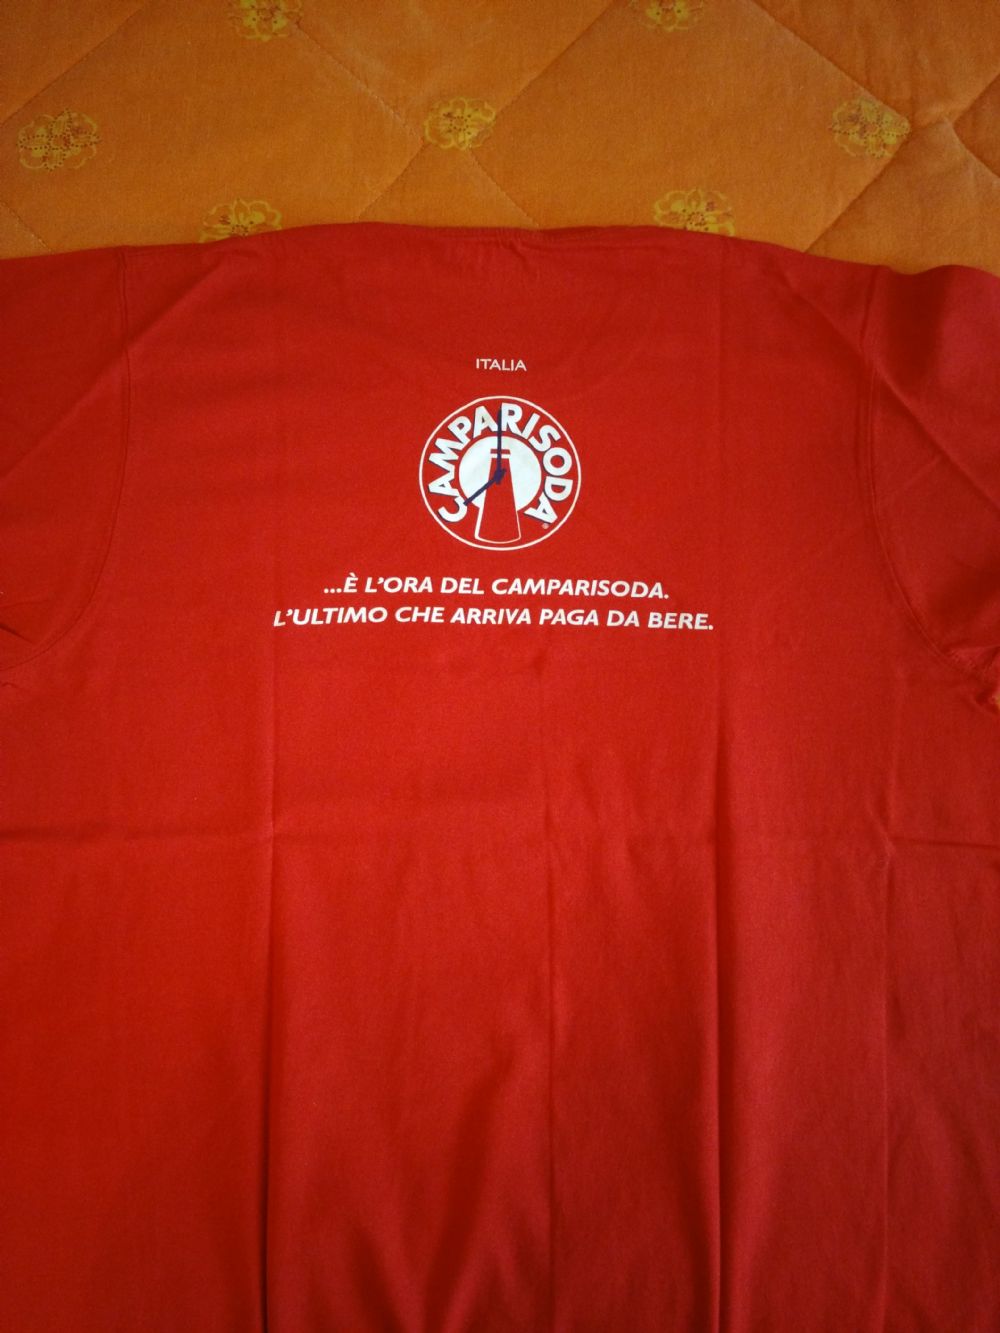 ITALIA
CAMPARISODA®
...È L'ORA DEL CAMPARISODA.
L'ULTIMO CHE ARRIVA PAGA DA BERE.